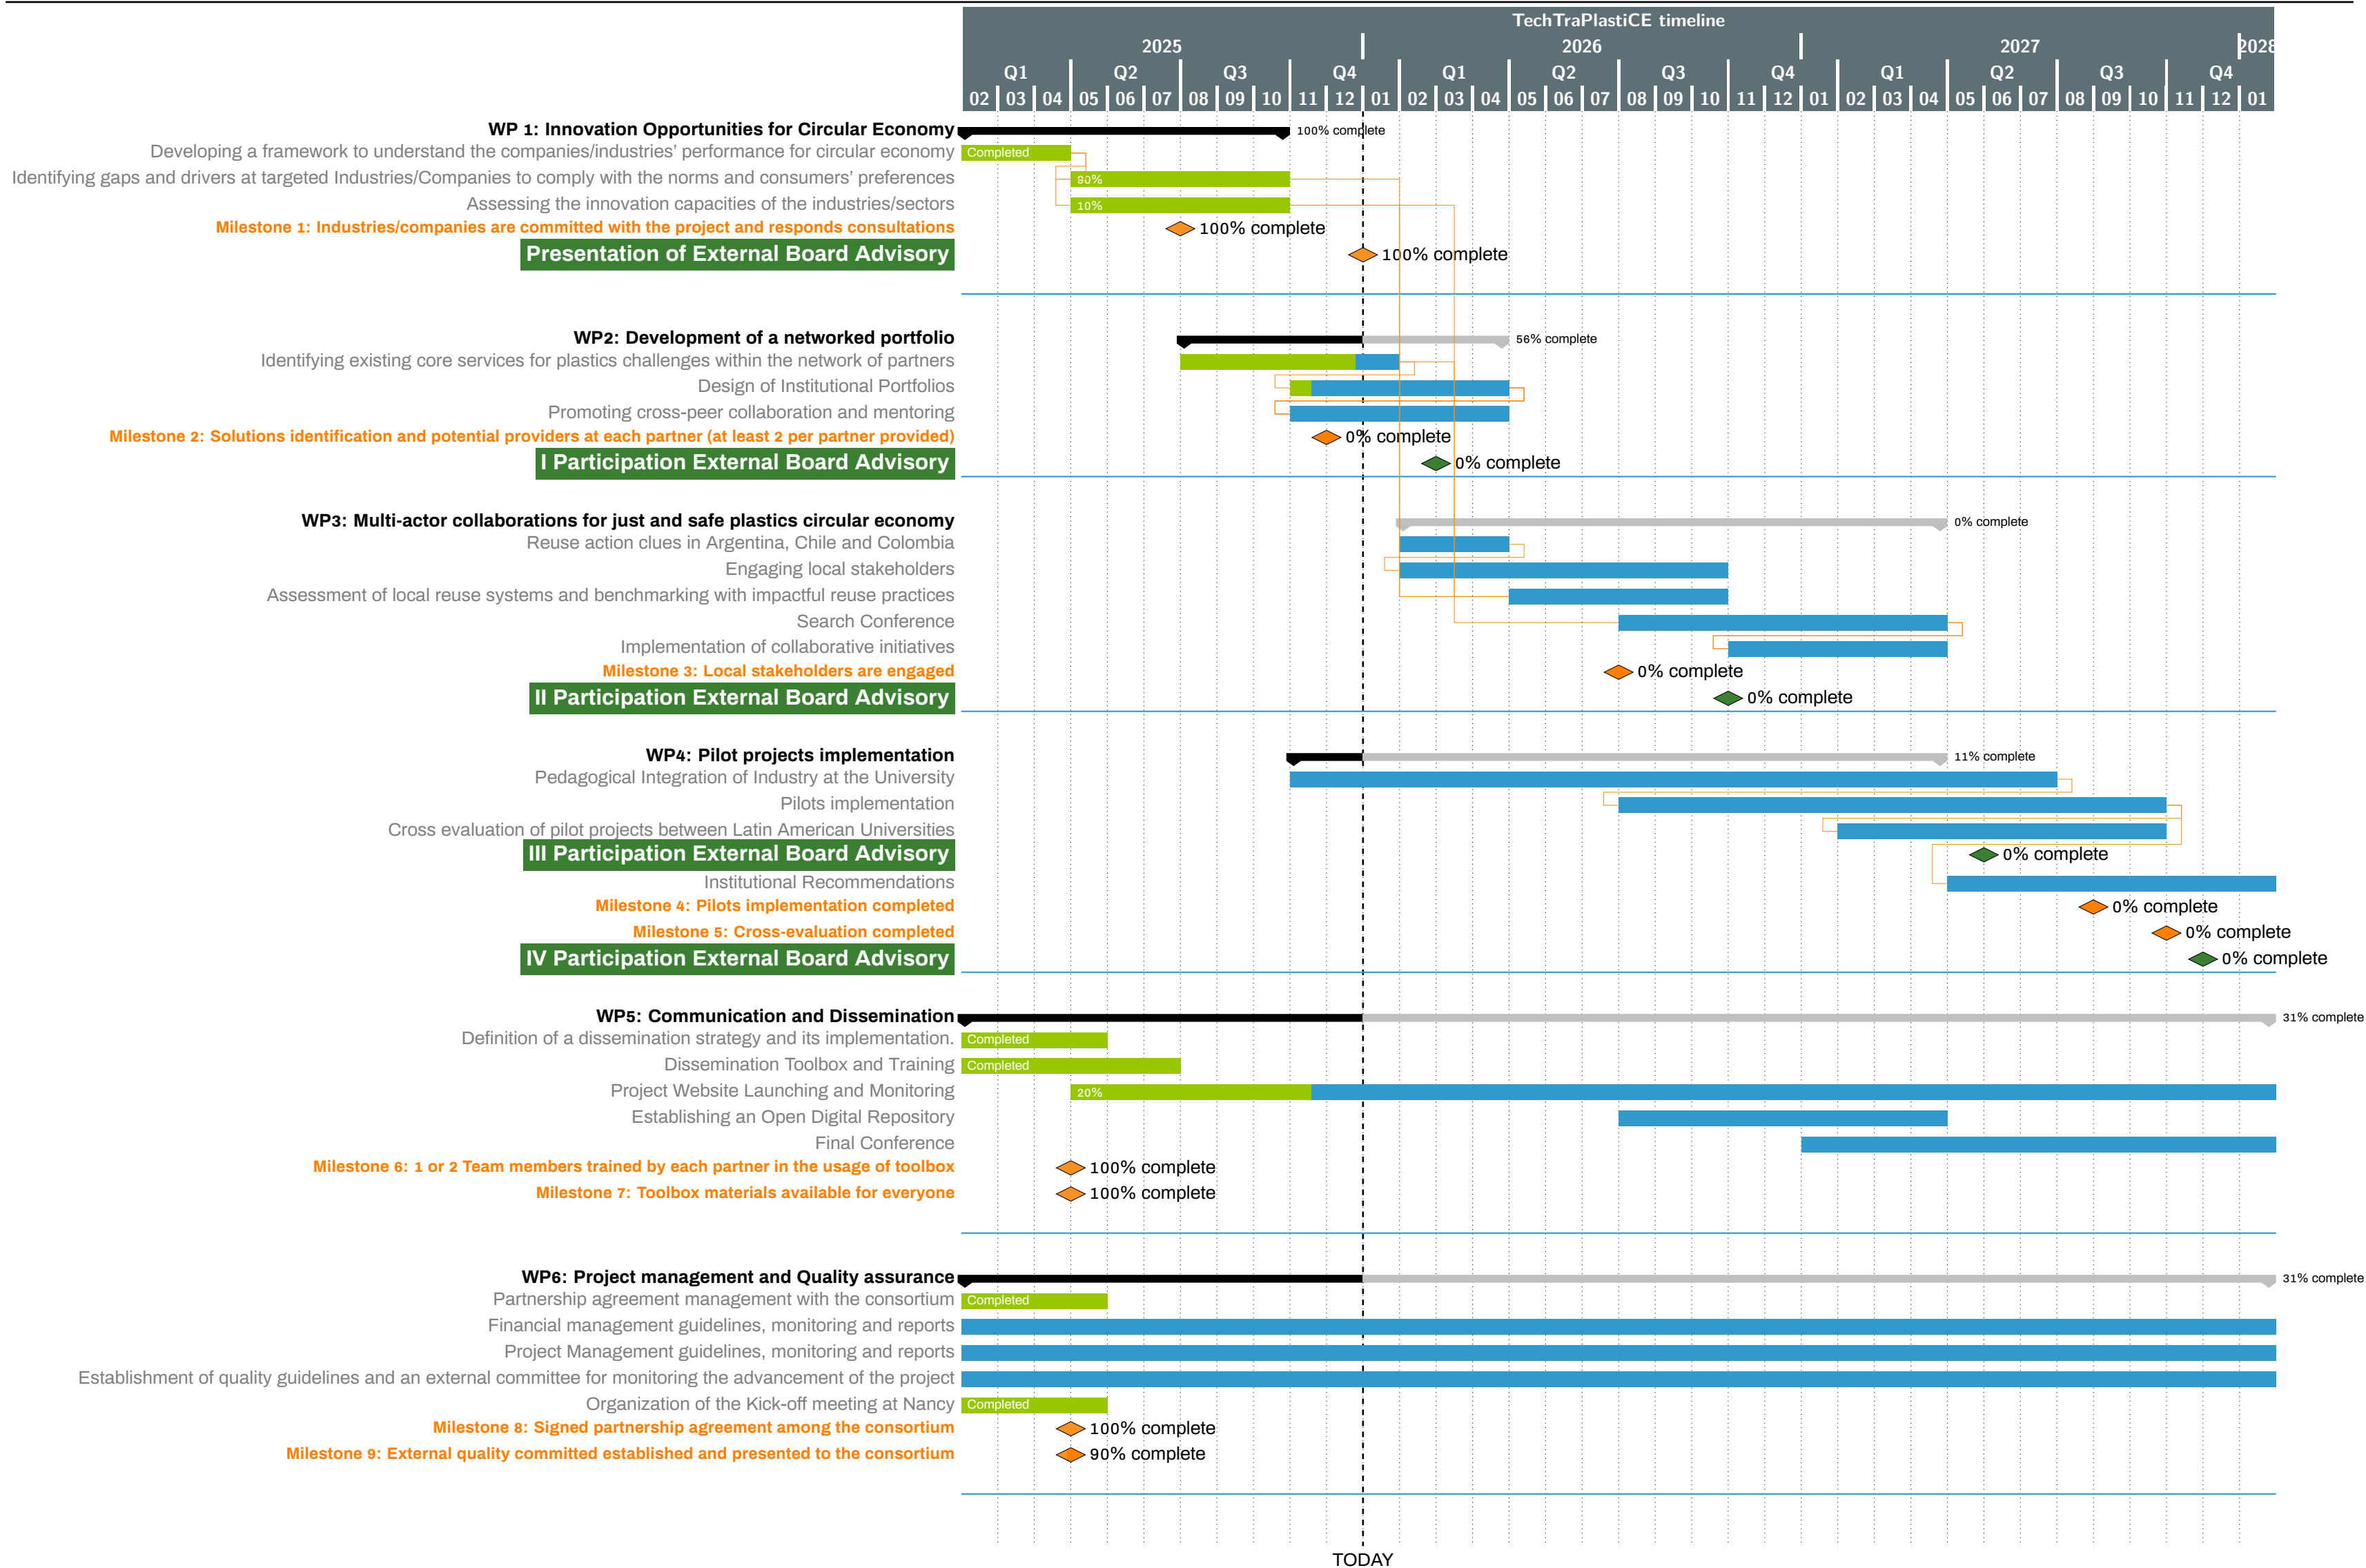 TechTraPlastiCE timeline
2025 2026 2027 2028
Q1 Q2 Q3 Q4 Q1 Q2 Q3 Q4 Q1 Q2 Q3 Q4
02 03 04 05 06 07 08 09 10 11 12 01 02 03 04 05 06 07 08 09 10 11 12 01 02 03 04 05 06 07 08 09 10 11 12 01
WP 1: Innovation Opportunities for Circular Economy 100% complete
Developing a framework to understand the companies/industries’ performance for circular economy Completed
Identifying gaps and drivers at targeted Industries/Companies to comply with the norms and consumers’ preferences 90%
Assessing the innovation capacities of the industries/sectors 10%
Milestone 1: Industries/companies are committed with the project and responds consultations 100% complete
Presentation of External Board Advisory 100% complete
WP2: Development of a networked portfolio 56% complete
Identifying existing core services for plastics challenges within the network of partners
Design of Institutional Portfolios
Promoting cross-peer collaboration and mentoring
Milestone 2: Solutions identification and potential providers at each partner (at least 2 per partner provided) 0% complete
I Participation External Board Advisory 0% complete
WP3: Multi-actor collaborations for just and safe plastics circular economy 0% complete
Reuse action clues in Argentina, Chile and Colombia
Engaging local stakeholders
Assessment of local reuse systems and benchmarking with impactful reuse practices
Search Conference
Implementation of collaborative initiatives
Milestone 3: Local stakeholders are engaged 0% complete
II Participation External Board Advisory 0% complete
WP4: Pilot projects implementation 11% complete
Pedagogical Integration of Industry at the University
Pilots implementation
Cross evaluation of pilot projects between Latin American Universities
III Participation External Board Advisory 0% complete
Institutional Recommendations
Milestone 4: Pilots implementation completed 0% complete
Milestone 5: Cross-evaluation completed 0% complete
IV Participation External Board Advisory 0% complete
WP5: Communication and Dissemination 31% complete
Definition of a dissemination strategy and its implementation. Completed
Dissemination Toolbox and Training Completed
Project Website Launching and Monitoring 20%
Establishing an Open Digital Repository
Final Conference
Milestone 6: 1 or 2 Team members trained by each partner in the usage of toolbox 100% complete
Milestone 7: Toolbox materials available for everyone 100% complete
WP6: Project management and Quality assurance 31% complete
Partnership agreement management with the consortium Completed
Financial management guidelines, monitoring and reports
Project Management guidelines, monitoring and reports
Establishment of quality guidelines and an external committee for monitoring the advancement of the project
Organization of the Kick-off meeting at Nancy Completed
Milestone 8: Signed partnership agreement among the consortium 100% complete
Milestone 9: External quality committed established and presented to the consortium 90% complete
TODAY